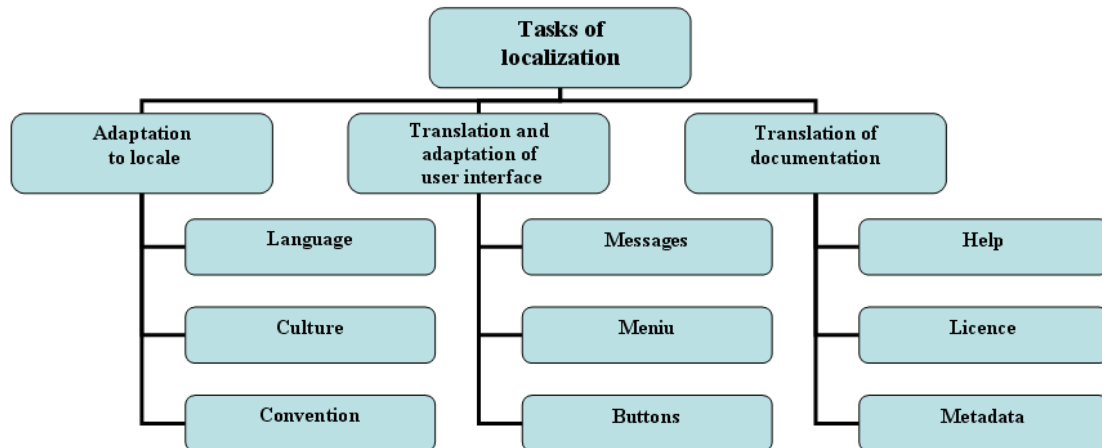 Tasks of
localization
Adaptation
to locale
Translation and
adaptation of
user interface
Translation of
documentation
Language
Messages
Help
Culture
Meniu
Licence
Convention
Buttons
Metadata